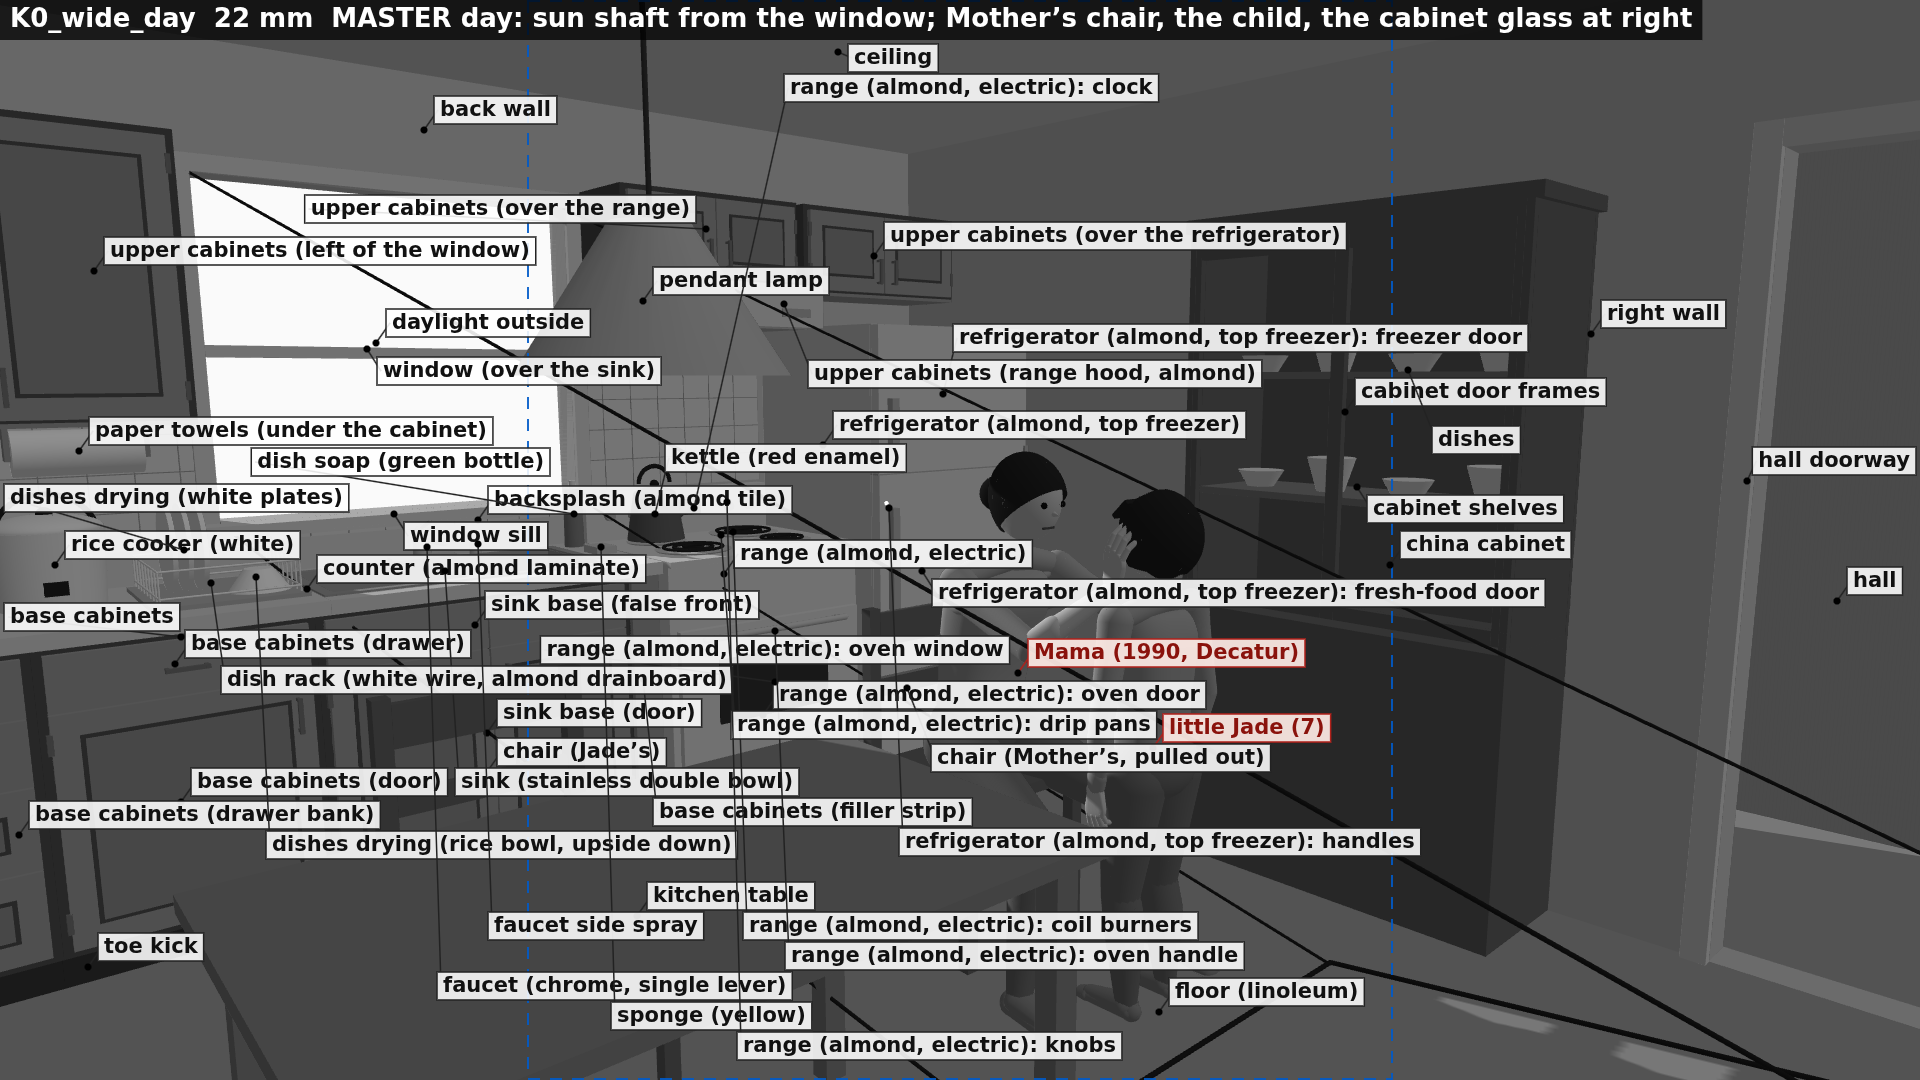 K0_wide_day  22 mm  MASTER day: sun shaft from the window; Mother’s chair, the child, the cabinet glass at right
ceiling
range (almond, electric): clock
back wall
upper cabinets (over the range)
upper cabinets (over the refrigerator)
upper cabinets (left of the window)
pendant lamp
right wall
daylight outside
refrigerator (almond, top freezer): freezer door
window (over the sink)
upper cabinets (range hood, almond)
cabinet door frames
refrigerator (almond, top freezer)
paper towels (under the cabinet)
dishes
kettle (red enamel)
dish soap (green bottle)
hall doorway
dishes drying (white plates)
backsplash (almond tile)
cabinet shelves
window sill
rice cooker (white)
china cabinet
range (almond, electric)
counter (almond laminate)
hall
refrigerator (almond, top freezer): fresh-food door
sink base (false front)
base cabinets
base cabinets (drawer)
range (almond, electric): oven window
Mama (1990, Decatur)
dish rack (white wire, almond drainboard)
range (almond, electric): oven door
sink base (door)
range (almond, electric): drip pans
little Jade (7)
chair (Jade’s)
chair (Mother’s, pulled out)
base cabinets (door)
sink (stainless double bowl)
base cabinets (drawer bank)
base cabinets (filler strip)
dishes drying (rice bowl, upside down)
refrigerator (almond, top freezer): handles
kitchen table
faucet side spray
range (almond, electric): coil burners
toe kick
range (almond, electric): oven handle
faucet (chrome, single lever)
floor (linoleum)
sponge (yellow)
range (almond, electric): knobs